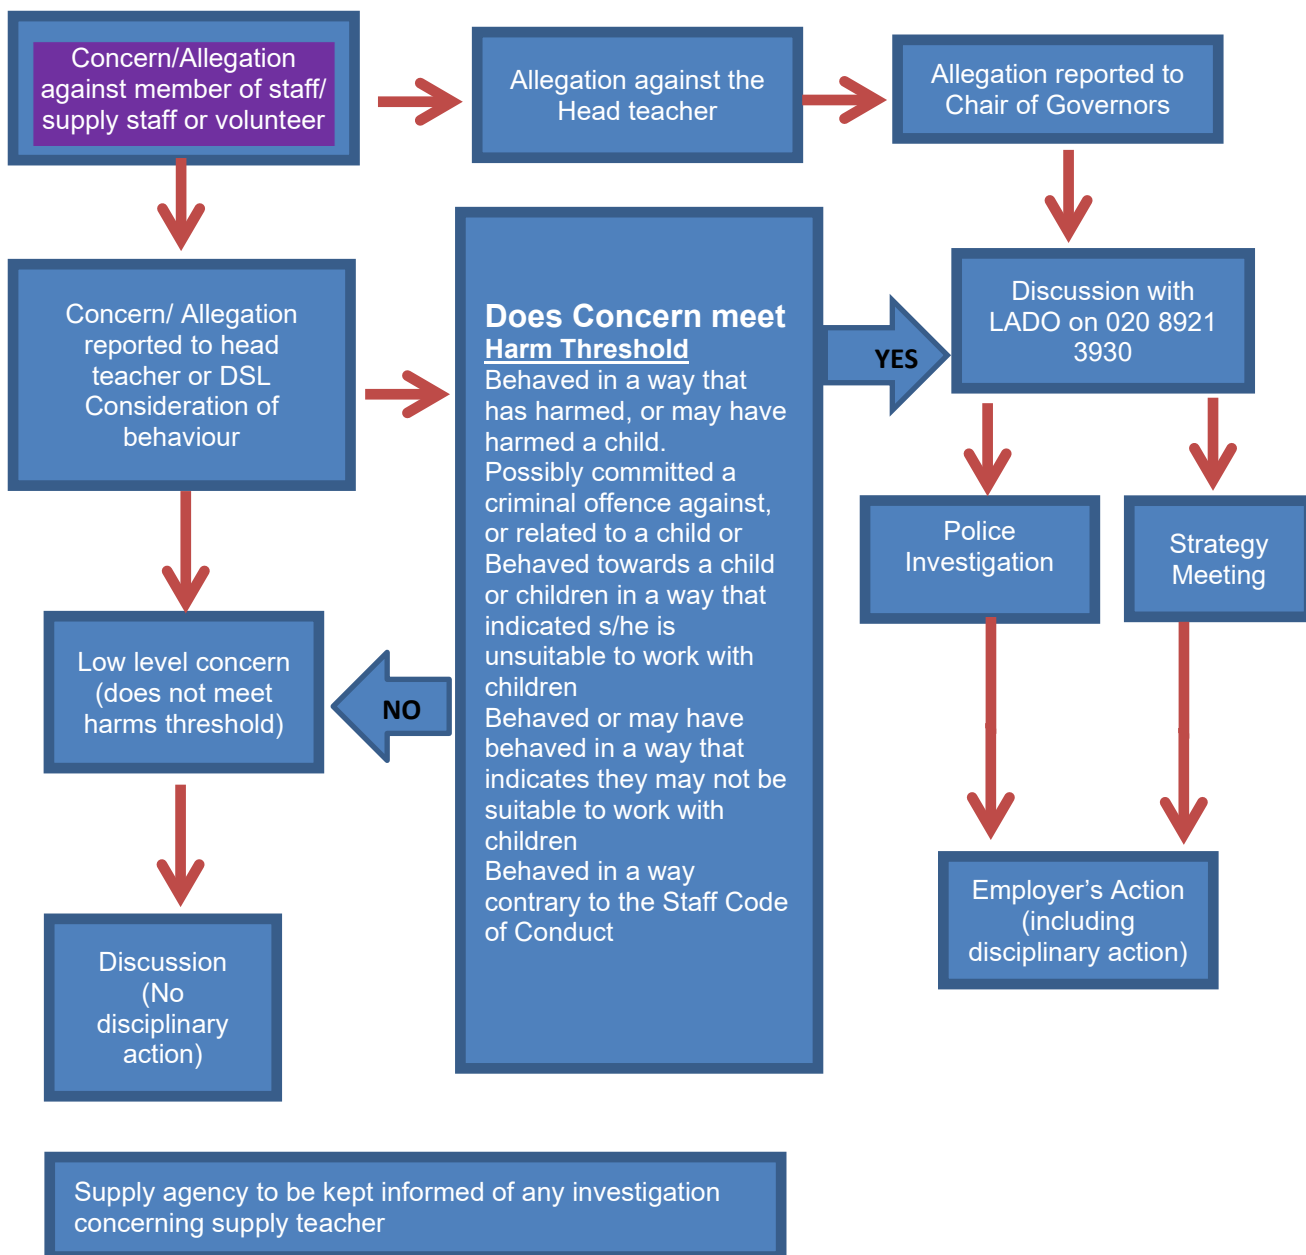 Concern/Allegation
against member of staff/
supply staff or volunteer
Allegation against the
Head teacher
Allegation reported to
Chair of Governors
Concern/ Allegation
reported to head
teacher or DSL
Consideration of
behaviour
Does Concern meet
Harm Threshold
Behaved in a way that
has harmed, or may have
harmed a child.
Possibly committed a
criminal offence against,
or related to a child or
Behaved towards a child
or children in a way that
indicated s/he is
unsuitable to work with
children
Behaved or may have
behaved in a way that
indicates they may not be
suitable to work with
children
Behaved in a way
contrary to the Staff Code
of Conduct
YES
Discussion with
LADO on 020 8921
3930
Police
Investigation
Strategy
Meeting
NO
Low level concern
(does not meet
harms threshold)
Employer’s Action
(including
disciplinary action)
Discussion
(No
disciplinary
action)
Supply agency to be kept informed of any investigation
concerning supply teacher